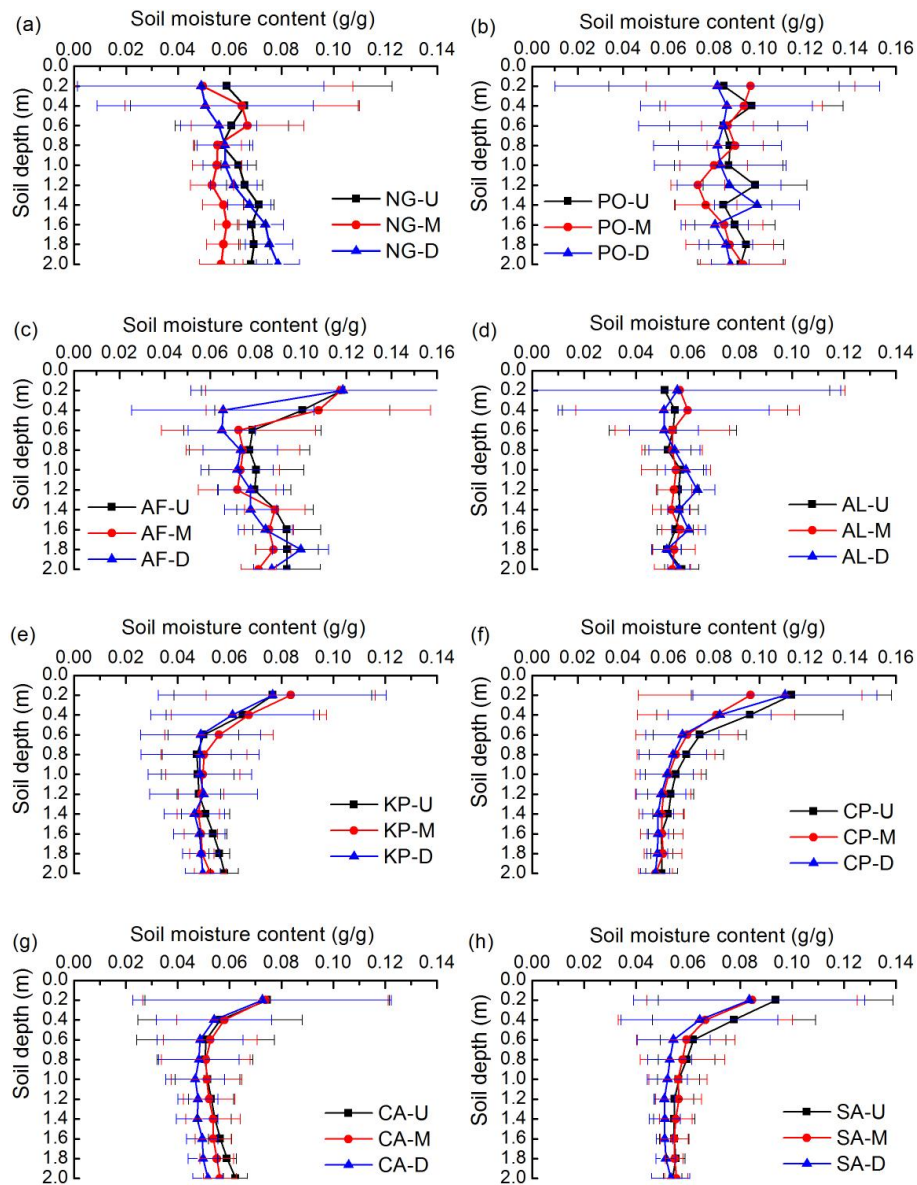 (a) Soil moisture content (g/g)
0.00 0.02 0.04 0.06 0.08 0.10 0.12 0.14
Soil depth (m)
0.0
0.2
0.4
0.6
0.8
1.0
1.2
1.4
1.6
1.8
2.0
NG-U
NG-M
NG-D
(b) Soil moisture content (g/g)
0.00 0.02 0.04 0.06 0.08 0.10 0.12 0.14 0.16
Soil depth (m)
0.0
0.2
0.4
0.6
0.8
1.0
1.2
1.4
1.6
1.8
2.0
PO-U
PO-M
PO-D
(c) Soil moisture content (g/g)
0.00 0.02 0.04 0.06 0.08 0.10 0.12 0.14 0.16
Soil depth (m)
0.0
0.2
0.4
0.6
0.8
1.0
1.2
1.4
1.6
1.8
2.0
AF-U
AF-M
AF-D
(d) Soil moisture content (g/g)
0.00 0.02 0.04 0.06 0.08 0.10 0.12 0.14 0.16
Soil depth (m)
0.0
0.2
0.4
0.6
0.8
1.0
1.2
1.4
1.6
1.8
2.0
AL-U
AL-M
AL-D
(e) Soil moisture content (g/g)
0.00 0.02 0.04 0.06 0.08 0.10 0.12 0.14
Soil depth (m)
0.0
0.2
0.4
0.6
0.8
1.0
1.2
1.4
1.6
1.8
2.0
KP-U
KP-M
KP-D
(f) Soil moisture content (g/g)
0.00 0.02 0.04 0.06 0.08 0.10 0.12 0.14 0.16
Soil depth (m)
0.0
0.2
0.4
0.6
0.8
1.0
1.2
1.4
1.6
1.8
2.0
CP-U
CP-M
CP-D
(g) Soil moisture content (g/g)
0.00 0.02 0.04 0.06 0.08 0.10 0.12 0.14
Soil depth (m)
0.0
0.2
0.4
0.6
0.8
1.0
1.2
1.4
1.6
1.8
2.0
CA-U
CA-M
CA-D
(h) Soil moisture content (g/g)
0.00 0.02 0.04 0.06 0.08 0.10 0.12 0.14
Soil depth (m)
0.0
0.2
0.4
0.6
0.8
1.0
1.2
1.4
1.6
1.8
2.0
SA-U
SA-M
SA-D